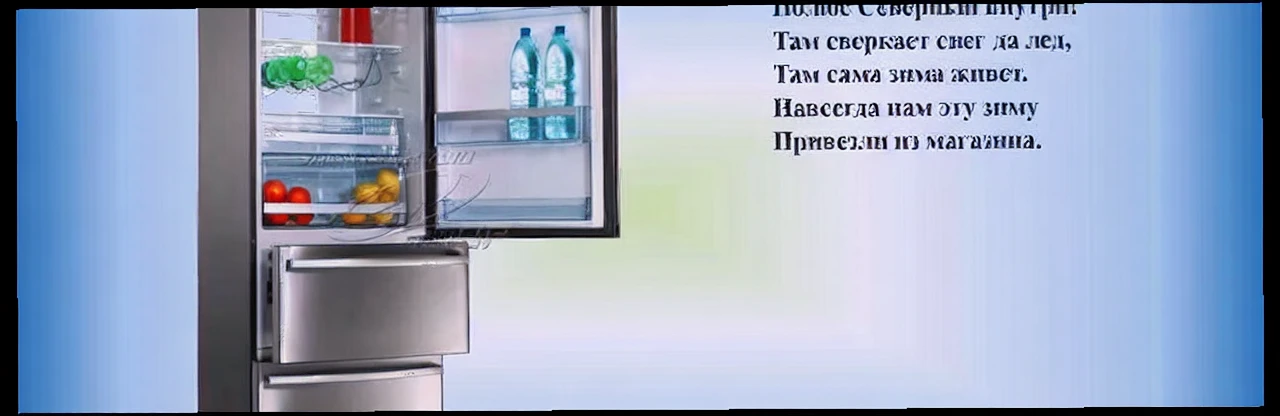 Полюс Северный внутри!
Там сверкает снег да лед,
Там сама зима живет.
Навсегда нам эту зиму
Привезли из магазина.